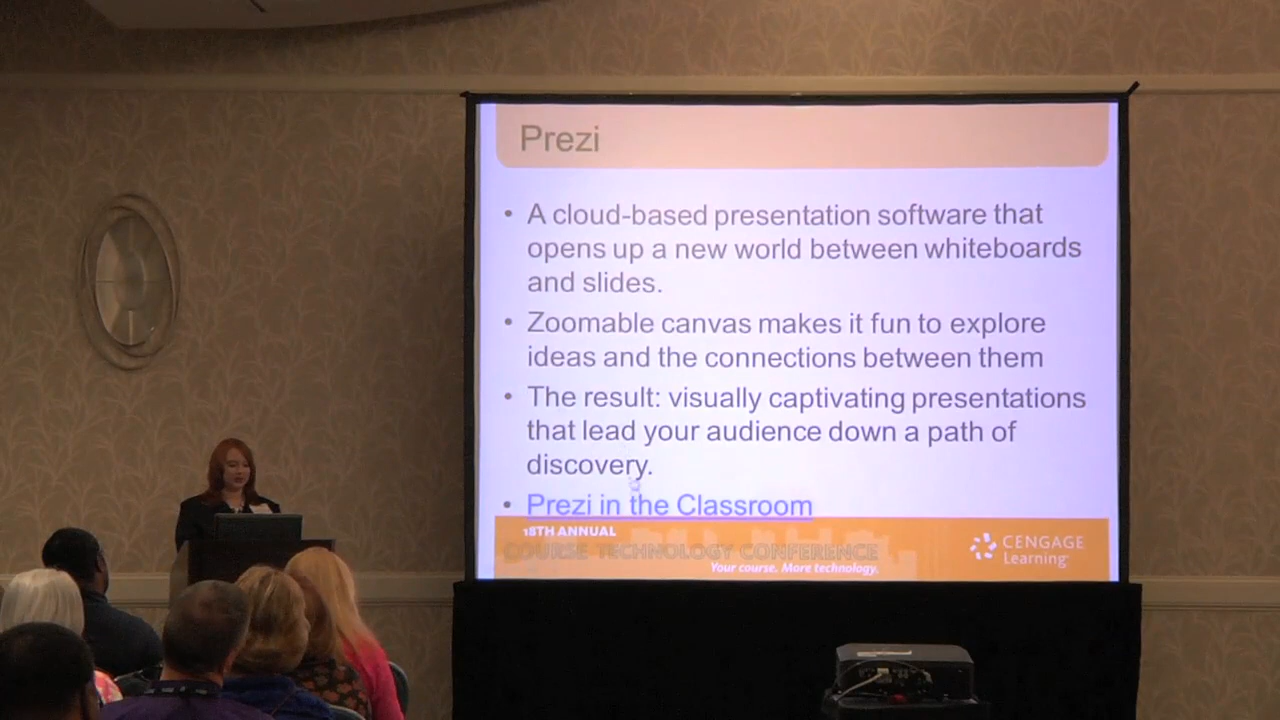 Prezi
• A cloud-based presentation software that
opens up a new world between whiteboards
and slides.
• Zoomable canvas makes it fun to explore
ideas and the connections between them
• The result: visually captivating presentations
that lead your audience down a path of
discovery.
• Prezi in the Classroom
18TH ANNUAL
COURSE TECHNOLOGY CONFERENCE
Your course. More technology.
CENGAGE
Learning™